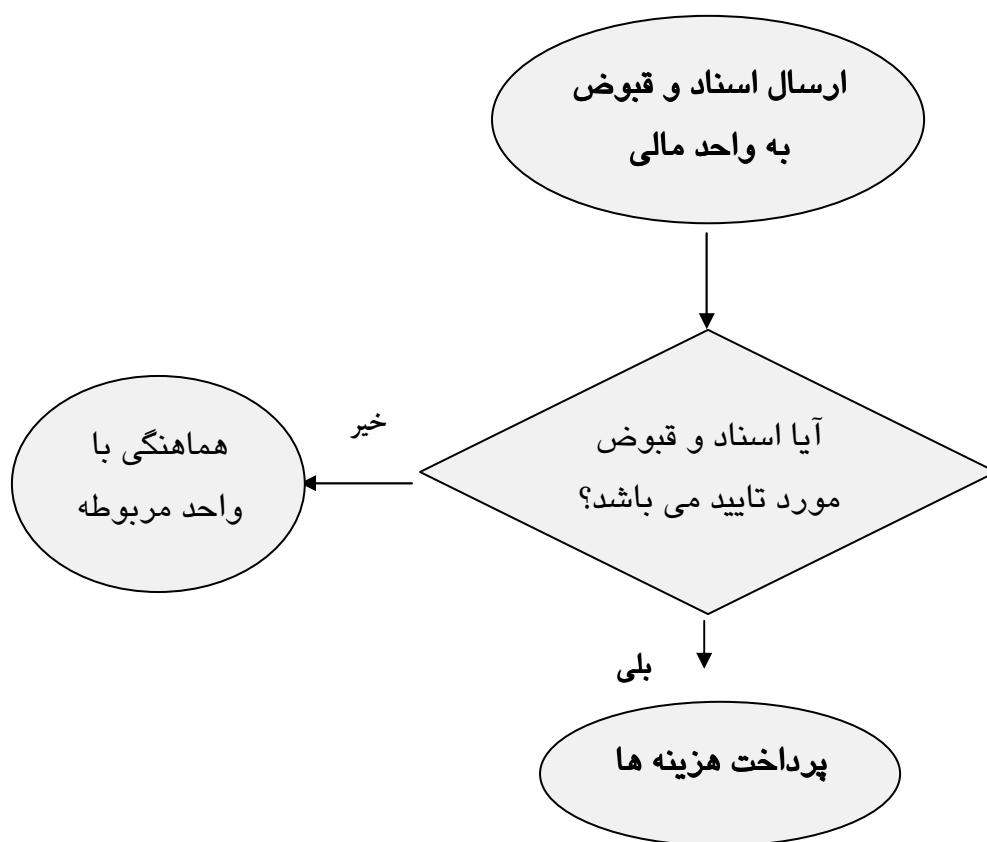 ارسال اسناد و قبوض
به واحد مالی
آیا اسناد و قبوض
مورد تایید می باشد؟
خیر
هماهنگی با
واحد مربوطه
بلی
پرداخت هزینه ها